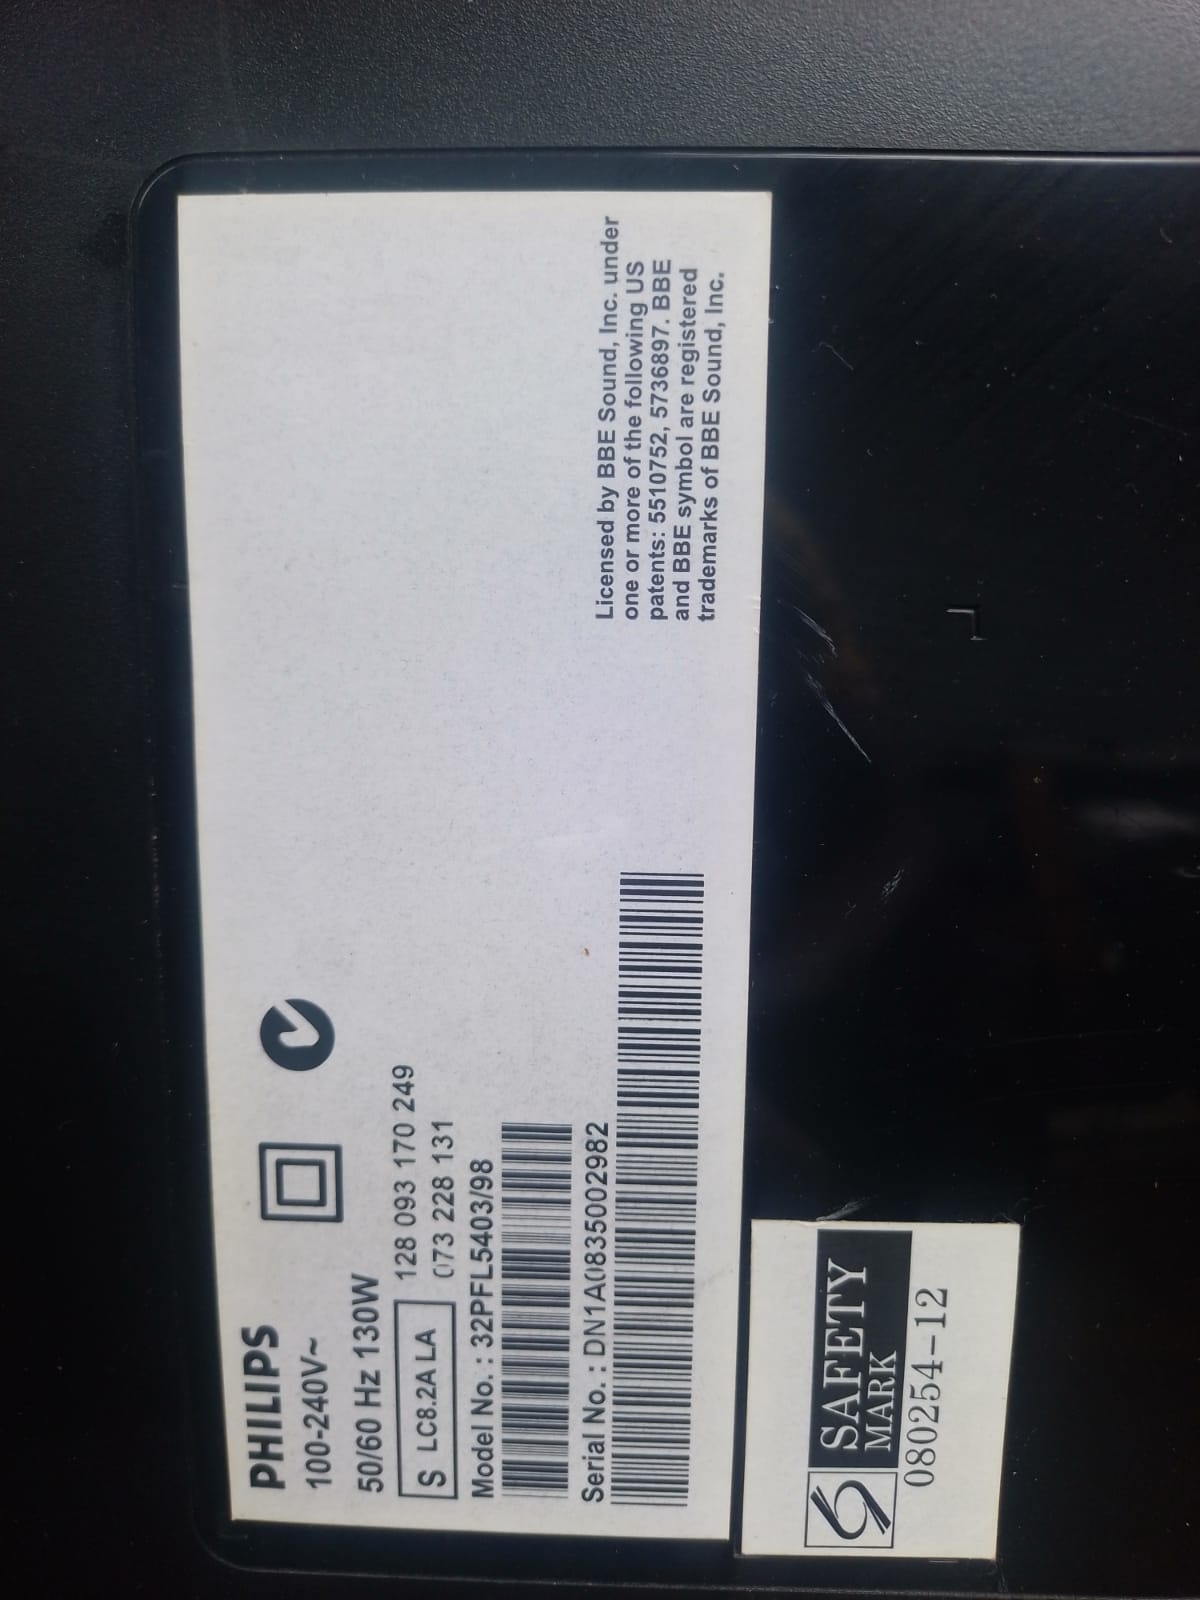 PHILIPS
100-240V~
50/60 Hz 130W
S LC8.2A LA
128 093 170 249
073 228 131
Model No. : 32PFL5403/98
Serial No. : DN1A0835002982
Licensed by BBE Sound, Inc. under
one or more of the following US
patents: 5510752, 5736897. BBE
and BBE symbol are registered
trademarks of BBE Sound, Inc.
SAFETY
MARK
080254-12